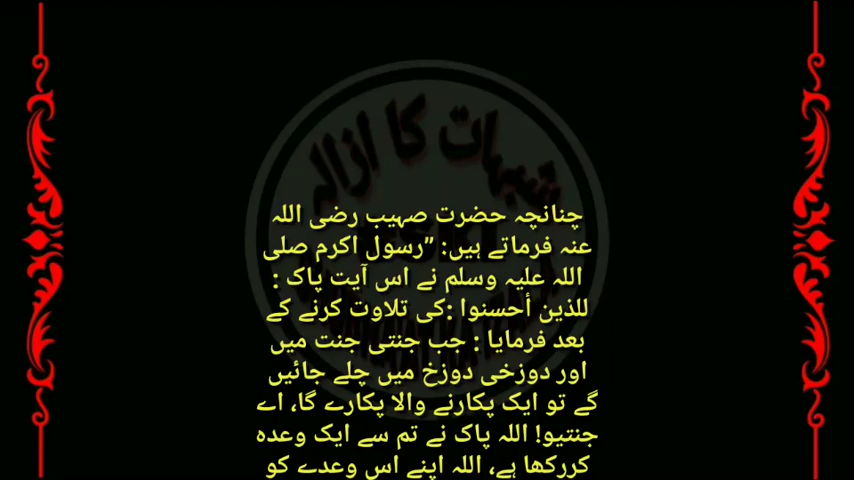 شبہات کا ازالہ
چنانچہ حضرت صہیب رضی اللہ
عنہ فرماتے ہیں: ”رسول اکرم صلی
اللہ علیہ وسلم نے اس آیت پاک :
للذین أحسنوا :کی تلاوت کرنے کے
بعد فرمایا : جب جنتی جنت میں
اور دوزخی دوزخ میں چلے جائیں
گے تو ایک پکارنے والا پکارے گا، اے
جنتیو! اللہ پاک نے تم سے ایک وعدہ
کررکھا ہے، اللہ اپنے اس وعدے کو